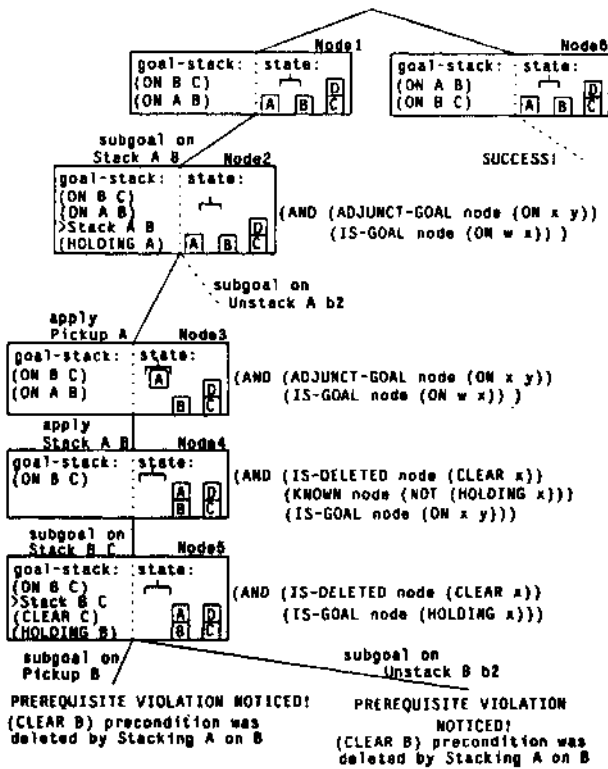 Node1
goal-stack: state:
(ON B C)
(ON A B)
A B D C
Node6
goal-stack: state:
(ON A B)
(ON B C)
A B D C
SUCCESS!
subgoal on
Stack A B
Node2
goal-stack: state:
(ON B C)
(ON A B)
>Stack A B
(HOLDING A)
A B D C
(AND (ADJUNCT-GOAL node (ON x y))
(IS-GOAL node (ON w x)) )
subgoal on
Unstack A b2
apply
Pickup A
Node3
goal-stack: state:
(ON B C)
(ON A B)
A B D C
(AND (ADJUNCT-GOAL node (ON x y))
(IS-GOAL node (ON w x)) )
apply
Stack A B
Node4
goal-stack: state:
(ON B C)
A D
B C
(AND (IS-DELETED node (CLEAR x))
(KNOWN node (NOT (HOLDING x)))
(IS-GOAL node (ON x y)))
subgoal on
Stack B C
Node5
goal-stack: state:
(ON B C)
>Stack B C
(CLEAR C)
(HOLDING B)
A D
B C
(AND (IS-DELETED node (CLEAR x))
(IS-GOAL node (HOLDING x)))
subgoal on
Pickup B
PREREQUISITE VIOLATION NOTICED!
(CLEAR B) precondition was
deleted by Stacking A on B
subgoal on
Unstack B b2
PREREQUISITE VIOLATION
NOTICED!
(CLEAR B) precondition was
deleted by Stacking A on B